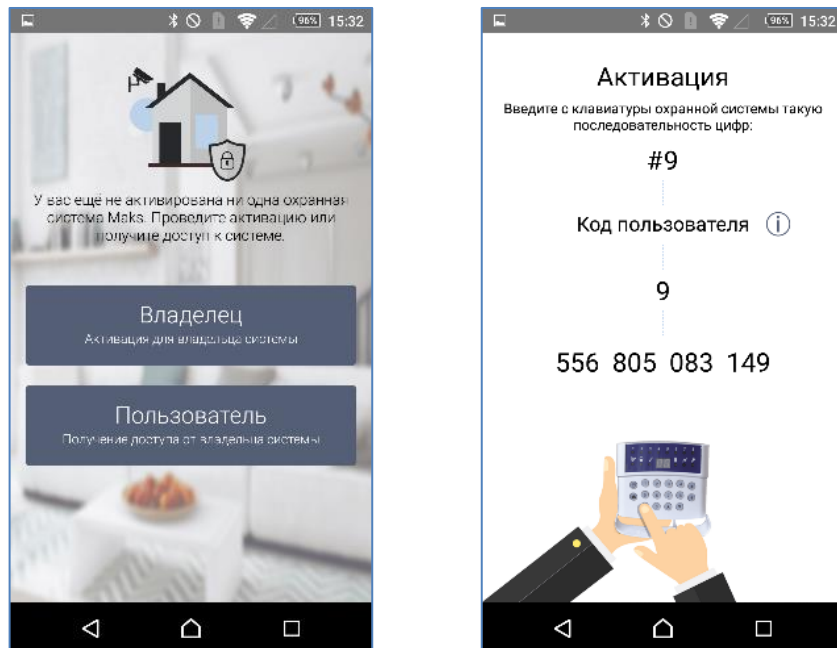 96% 15:32
У вас ещё не активирована ни одна охранная
система Maks. Проведите активацию или
получите доступ к системе.
Владелец
Активация для владельца системы
Пользователь
Получение доступа от владельца системы
96% 15:32
Активация
Введите с клавиатуры охранной системы такую
последовательность цифр:
#9
Код пользователя i
9
556 805 083 149